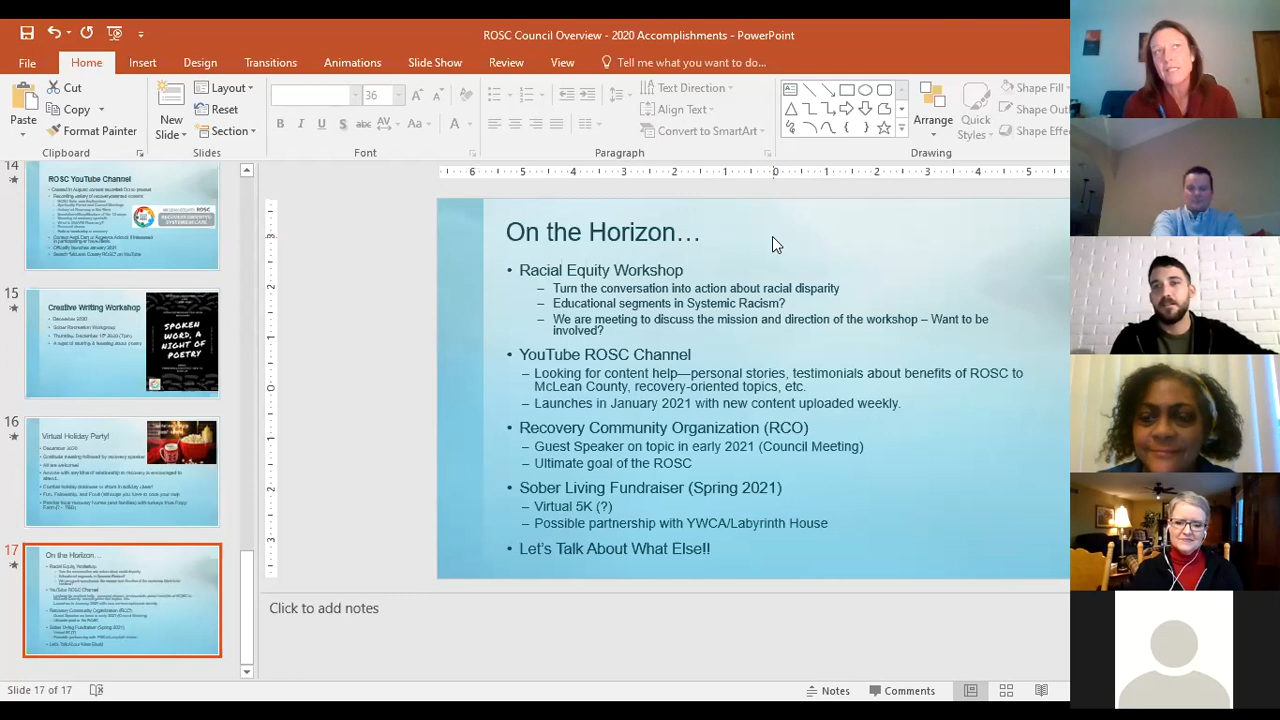 ROSC Council Overview - 2020 Accomplishments - PowerPoint
File Home Insert Design Transitions Animations Slide Show Review View Tell me what you want to do...
Cut
Copy
Format Painter
Paste
Clipboard
New
Slide
Layout
Reset
Section
Slides
36
B I U S abc AV Aa A
Font
Text Direction
Align Text
Convert to SmartArt
Paragraph
Arrange
Quick
Styles
Shape Fill
Shape Outl
Shape Effe
Drawing
14
ROSC YouTube Channel
15
Creative Writing Workshop
SPOKEN
WORD, A
NIGHT OF
POETRY
16
Virtual Holiday Party!
17
On the Horizon…
On the Horizon…
• Racial Equity Workshop
– Turn the conversation into action about racial disparity
– Educational segments in Systemic Racism?
– We are meeting to discuss the mission and direction of the workshop – Want to be
involved?
• YouTube ROSC Channel
– Looking for content help—personal stories, testimonials about benefits of ROSC to
McLean County, recovery-oriented topics, etc.
– Launches in January 2021 with new content uploaded weekly.
• Recovery Community Organization (RCO)
– Guest Speaker on topic in early 2021 (Council Meeting)
– Ultimate goal of the ROSC
• Sober Living Fundraiser (Spring 2021)
– Virtual 5K (?)
– Possible partnership with YWCA/Labyrinth House
• Let's Talk About What Else!!
Click to add notes
Slide 17 of 17
Notes
Comments